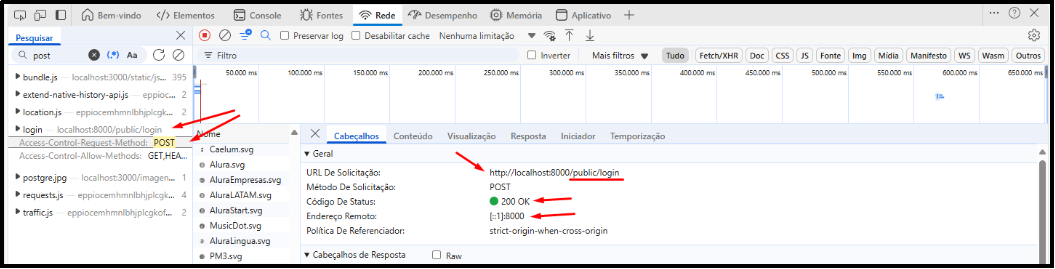 Bem-vindo Elementos Console Fontes Rede Desempenho Memória Aplicativo
Pesquisar
Preservar log Desabilitar cache Nenhuma limitação
post (.*) Aa
Filtro Inverter Mais filtros Tudo Fetch/XHR Doc CSS JS Fonte Img Mídia Manifesto WS Wasm Outros
50.000 ms 100.000 ms 150.000 ms 200.000 ms 250.000 ms 300.000 ms 350.000 ms 400.000 ms 450.000 ms 500.000 ms 550.000 ms 600.000 ms 650.000 ms
bundle.js — localhost:3000/static/js... 395
extend-native-history-api.js — eppioc... 2
location.js — eppiocemhmnlbhjplcgkof... 2
login — localhost:8000/public/login
Access-Control-Request-Method: POST
Access-Control-Allow-Methods: GET,HEA...
postgre.jpg — localhost:3000/imagen... 1
requests.js — eppiocemhmnlbhjplcgk... 4
traffic.js — eppiocemhmnlbhjplcgkof... 2
Nome
Caelum.svg
Alura.svg
AluraEmpresas.svg
AluraLATAM.svg
AluraStart.svg
MusicDot.svg
AluraLingua.svg
PM3.svg
Cabeçalhos Conteúdo Visualização Resposta Iniciador Temporização
Geral
URL De Solicitação: http://localhost:8000/public/login
Método De Solicitação: POST
Código De Status: 200 OK
Endereço Remoto: [::1]:8000
Política De Referenciador: strict-origin-when-cross-origin
Cabeçalhos de Resposta Raw